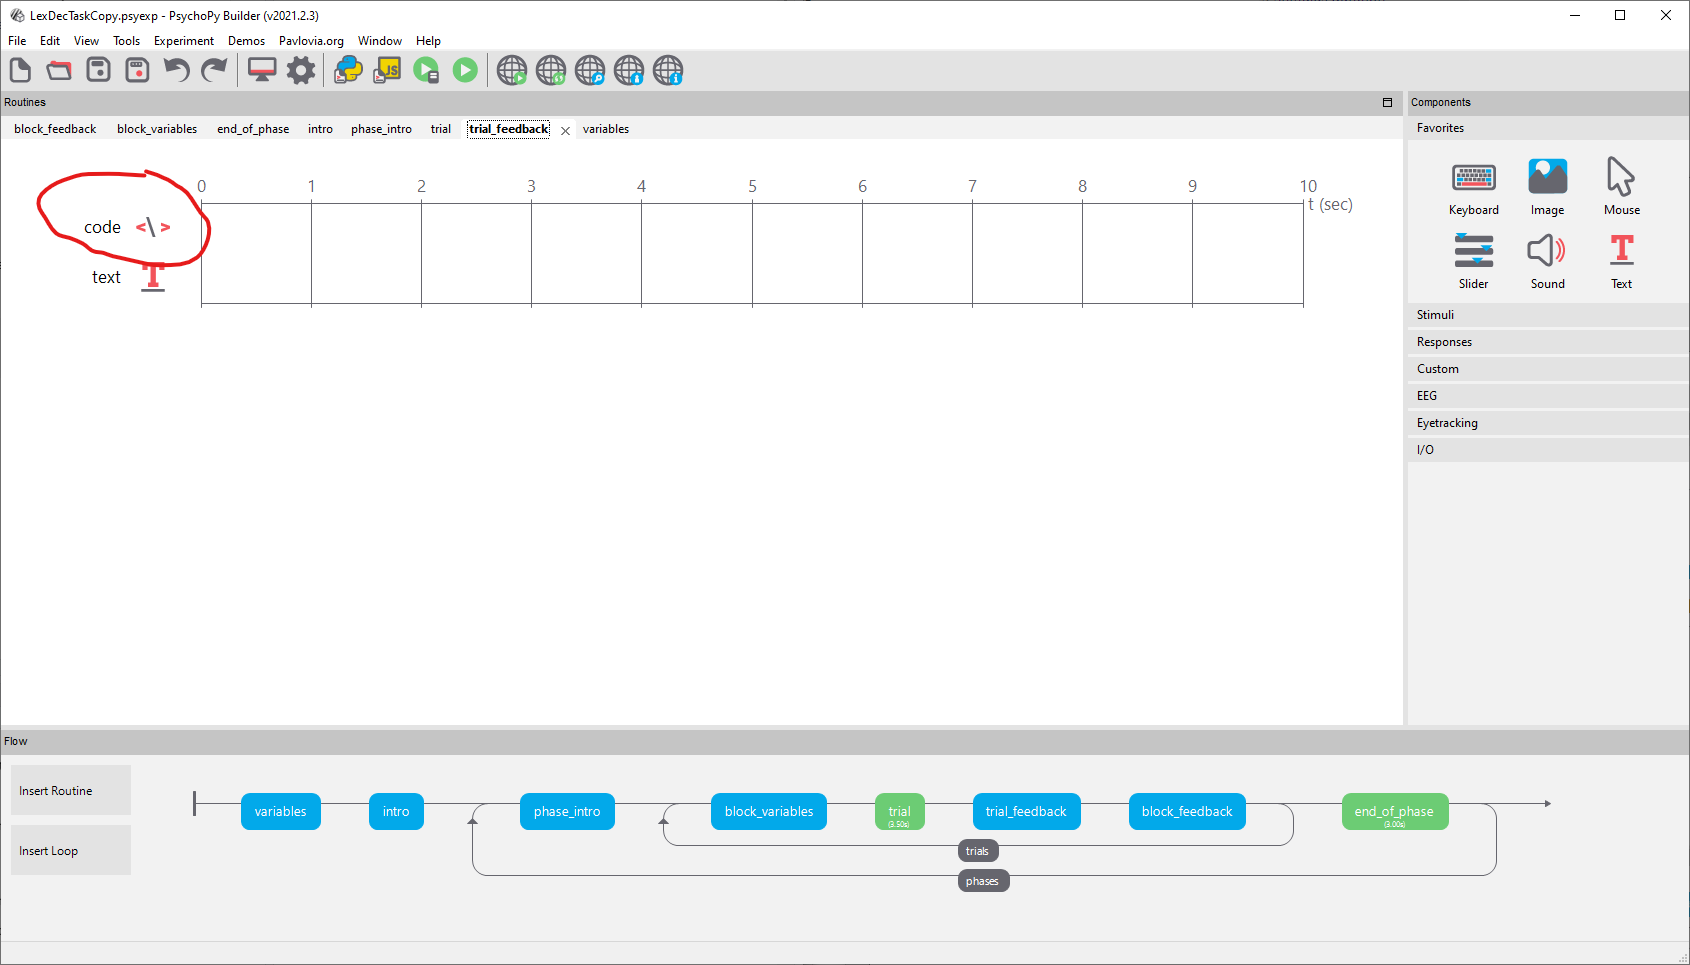 LexDecTaskCopy.psyexp - PsychoPy Builder (v2021.2.3)
File Edit View Tools Experiment Demos Pavlovia.org Window Help
JS
Routines
block_feedback block_variables end_of_phase intro phase_intro trial trial_feedback variables
0 1 2 3 4 5 6 7 8 9 10
t (sec)
code
text
Components
Favorites
Keyboard Image Mouse
Slider Sound Text
Stimuli
Responses
Custom
EEG
Eyetracking
I/O
Flow
Insert Routine
Insert Loop
variables intro phase_intro block_variables trial trial_feedback block_feedback end_of_phase
(3.50s) (3.00s)
trials
phases